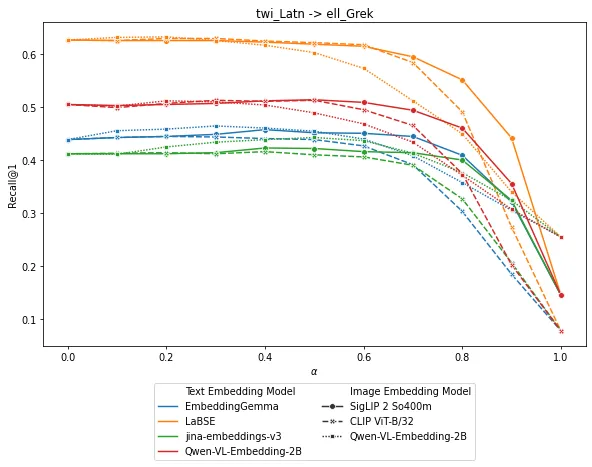 twi_Latn -> ell_Grek
Recall@1
0.6
0.5
0.4
0.3
0.2
0.1
0.0 0.2 0.4 0.6 0.8 1.0
α
Text Embedding Model Image Embedding Model
EmbeddingGemma SigLIP 2 So400m
LaBSE CLIP ViT-B/32
jina-embeddings-v3 Qwen-VL-Embedding-2B
Qwen-VL-Embedding-2B